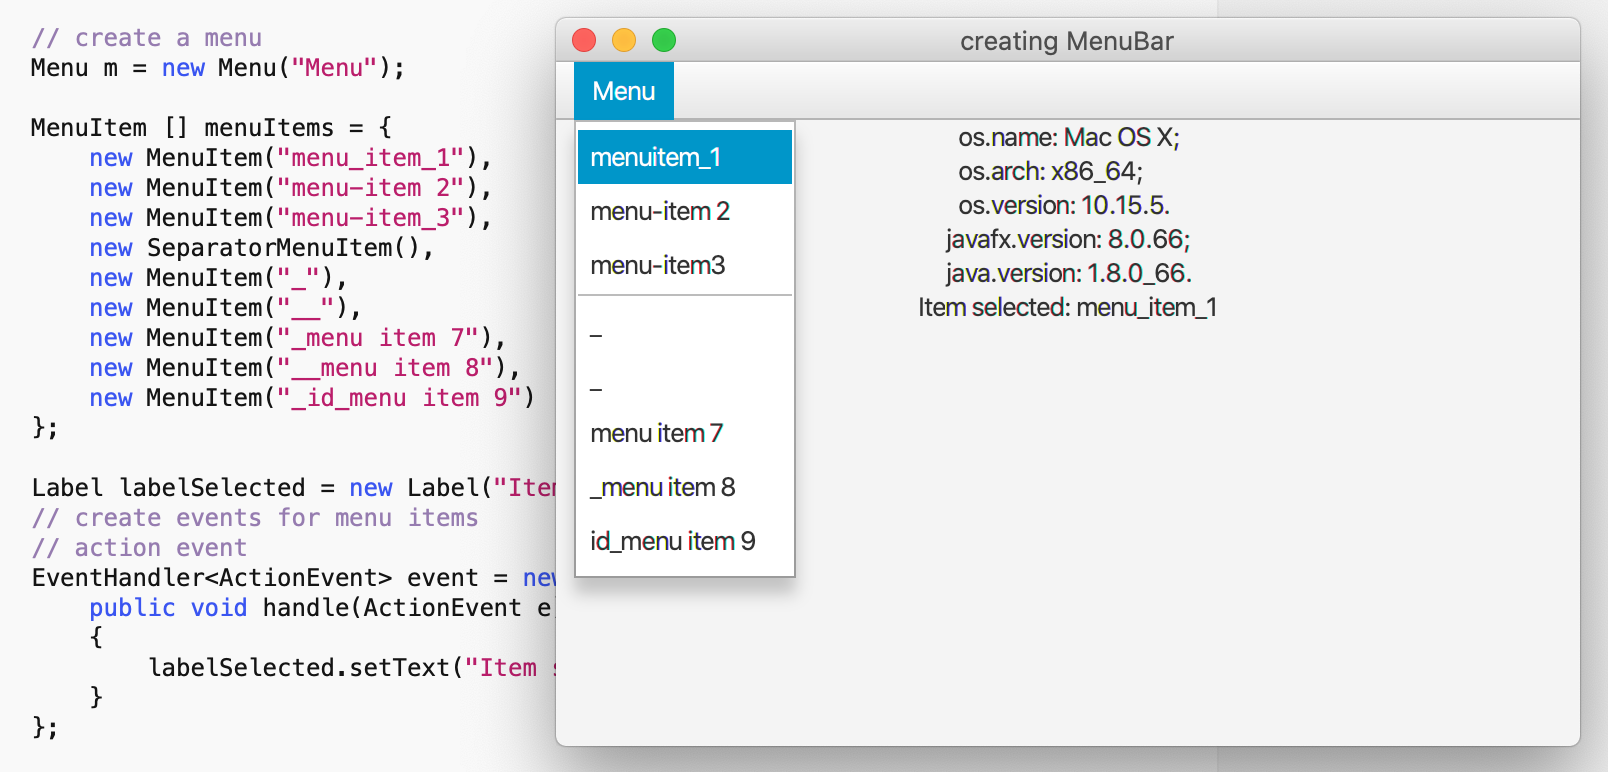 // create a menu
Menu m = new Menu("Menu");
MenuItem [] menuItems = {
new MenuItem("menu_item_1"),
new MenuItem("menu-item 2"),
new MenuItem("menu-item_3"),
new SeparatorMenuItem(),
new MenuItem("_"),
new MenuItem("__"),
new MenuItem("_menu item 7"),
new MenuItem("__menu item 8"),
new MenuItem("_id_menu item 9")
};
Label labelSelected = new Label("Item
// create events for menu items
// action event
EventHandler<ActionEvent> event = new
public void handle(ActionEvent e
{
labelSelected.setText("Item
}
};
creating MenuBar
Menu
menuitem_1
menu-item 2
menu-item3
_
_
menu item 7
_menu item 8
id_menu item 9
os.name: Mac OS X;
os.arch: x86_64;
os.version: 10.15.5.
javafx.version: 8.0.66;
java.version: 1.8.0_66.
Item selected: menu_item_1